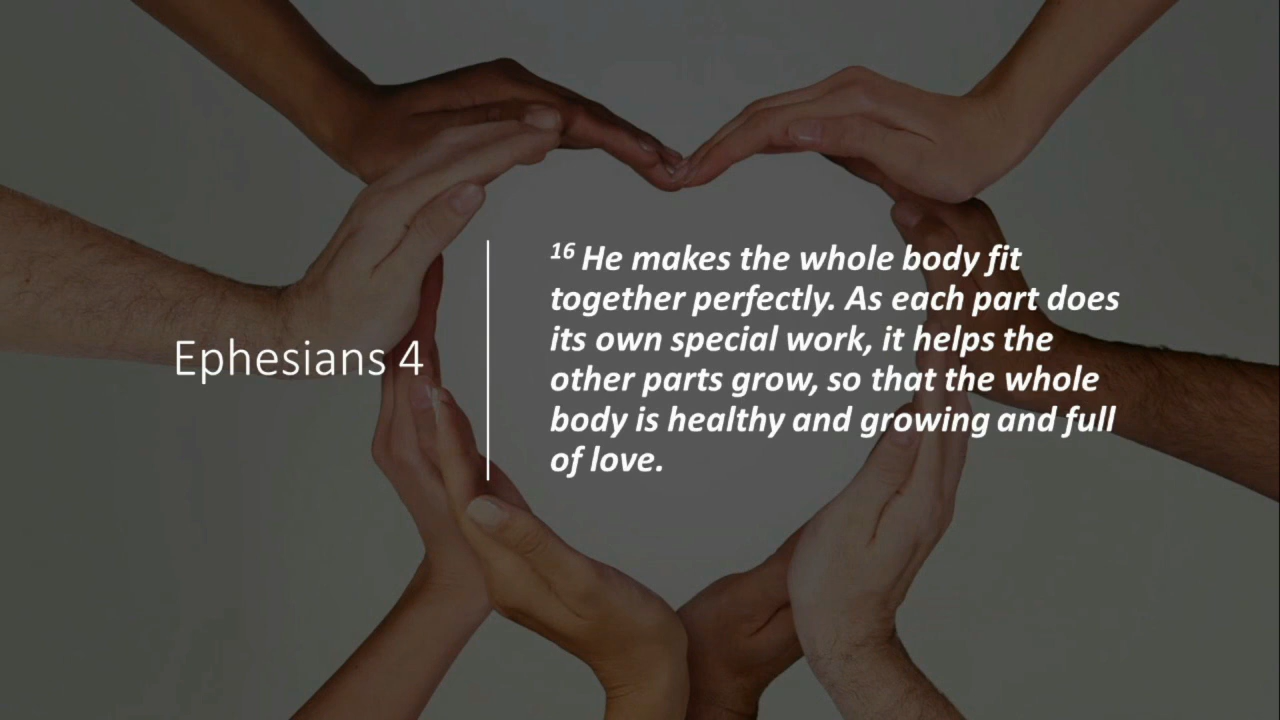 Ephesians 4
16 He makes the whole body fit
together perfectly. As each part does
its own special work, it helps the
other parts grow, so that the whole
body is healthy and growing and full
of love.